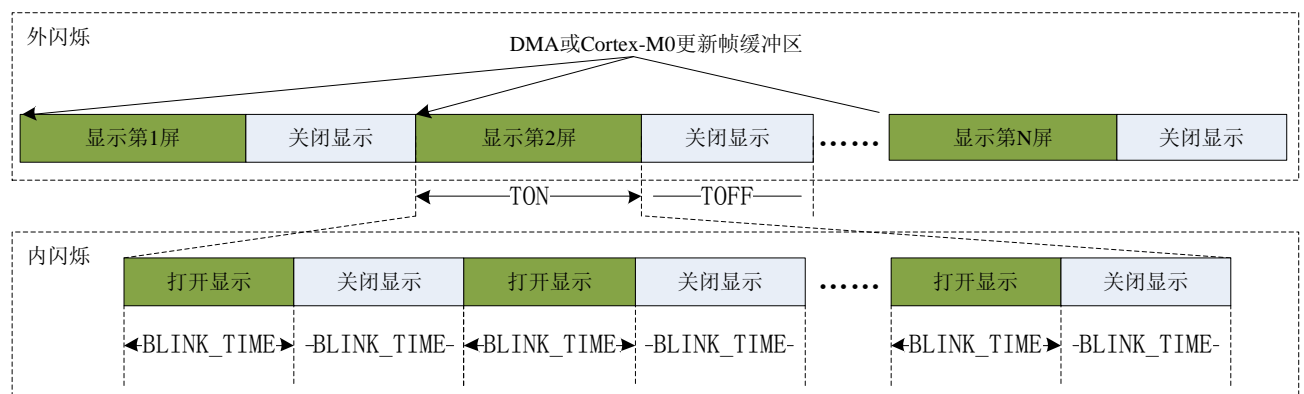 外闪烁
DMA或Cortex-M0更新帧缓冲区
显示第1屏 关闭显示 显示第2屏 关闭显示 …… 显示第N屏 关闭显示
TON TOFF
内闪烁
打开显示 关闭显示 打开显示 关闭显示 …… 打开显示 关闭显示
BLINK_TIME BLINK_TIME BLINK_TIME BLINK_TIME BLINK_TIME BLINK_TIME